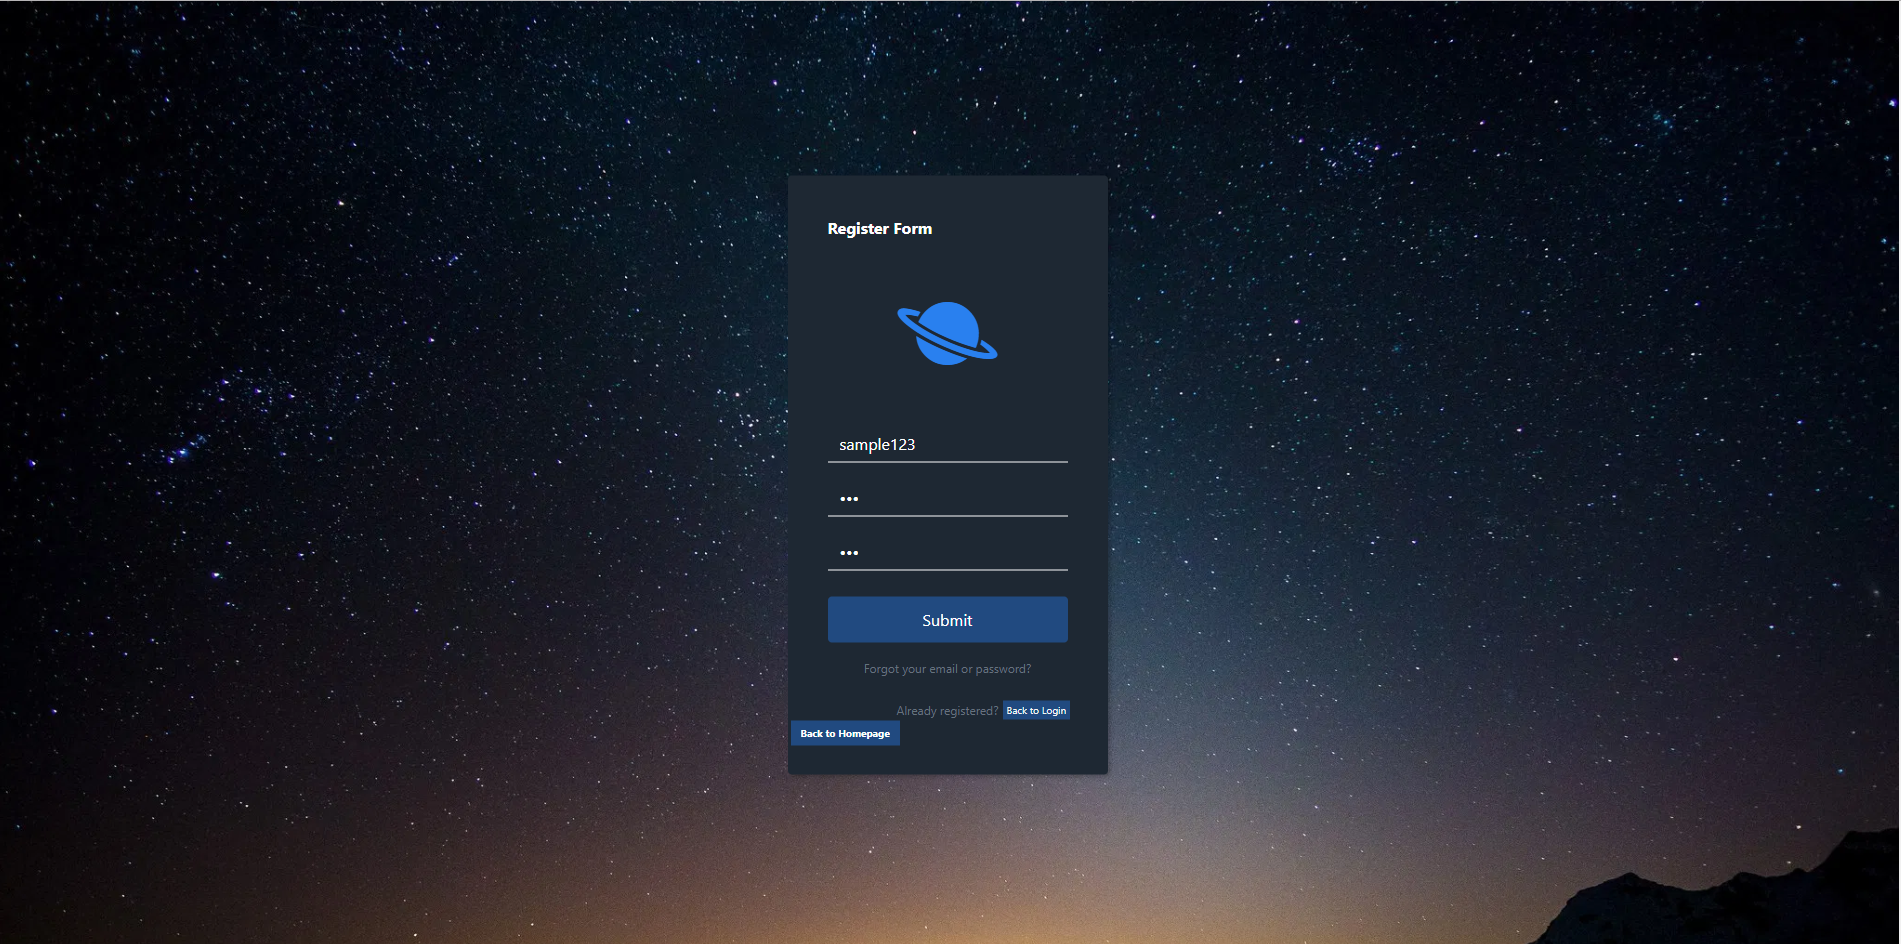 Register Form
sample123
•••
•••
Submit
Forgot your email or password?
Already registered? Back to Login
Back to Homepage